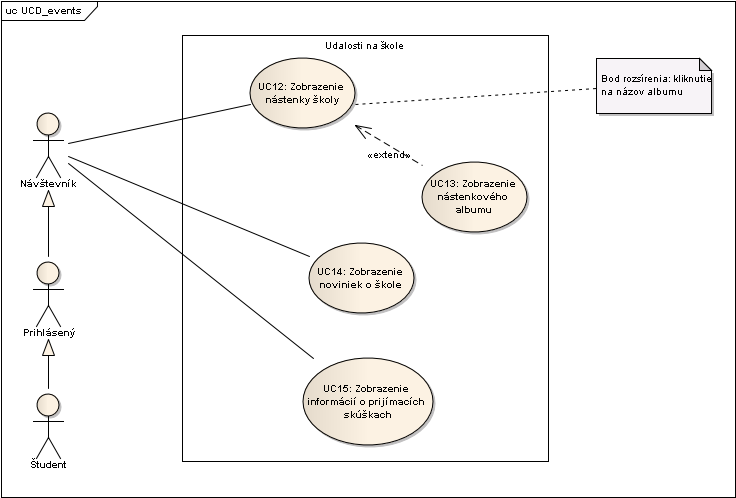 uc UCD_events
Udalosti na škole
UC12: Zobrazenie
nástenky školy
Bod rozsírenia: kliknutie
na názov albumu
«extend»
Návštevník
UC13: Zobrazenie
nástenkového
albumu
UC14: Zobrazenie
noviniek o škole
Prihlásený
UC15: Zobrazenie
informácií o prijímacích
skúškach
Študent